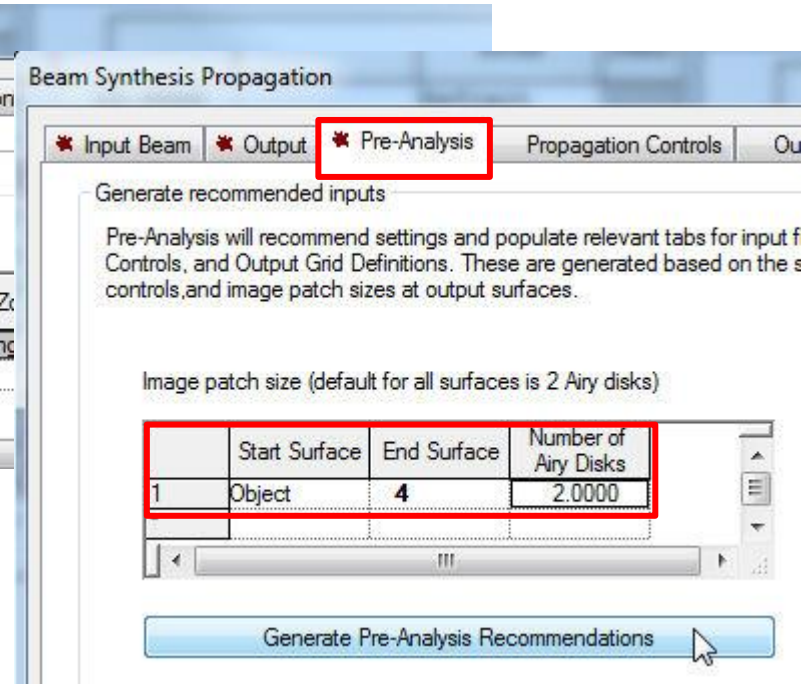 Beam Synthesis Propagation
Input Beam Output Pre-Analysis Propagation Controls Ou
Generate recommended inputs
Pre-Analysis will recommend settings and populate relevant tabs for input f
Controls, and Output Grid Definitions. These are generated based on the s
controls,and image patch sizes at output surfaces.
Image patch size (default for all surfaces is 2 Airy disks)
Start Surface End Surface Number of
Airy Disks
1 Object 4 2.0000
Generate Pre-Analysis Recommendations